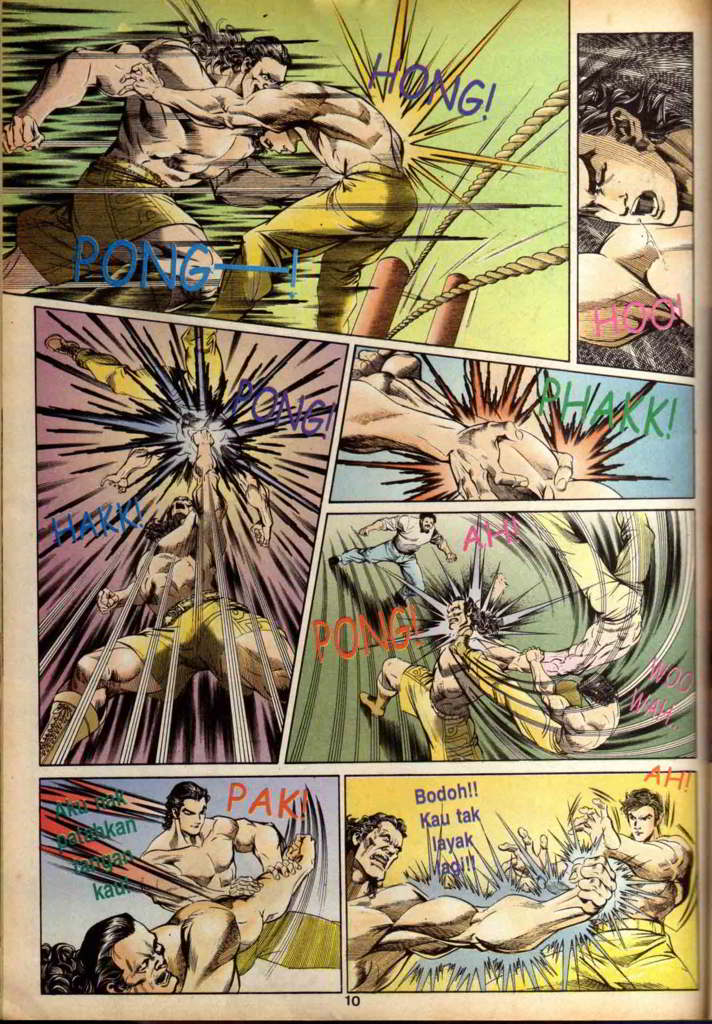 HONG!
PONG—!
HOO!
PONG!
HAKK!
PHAKK!
AH!
PONG!
WOO
WAH..
Aku nak
patahkan
tangan
kau!!
PAK!
Bodoh!!
Kau tak
layak
lagi!!
AH!
10